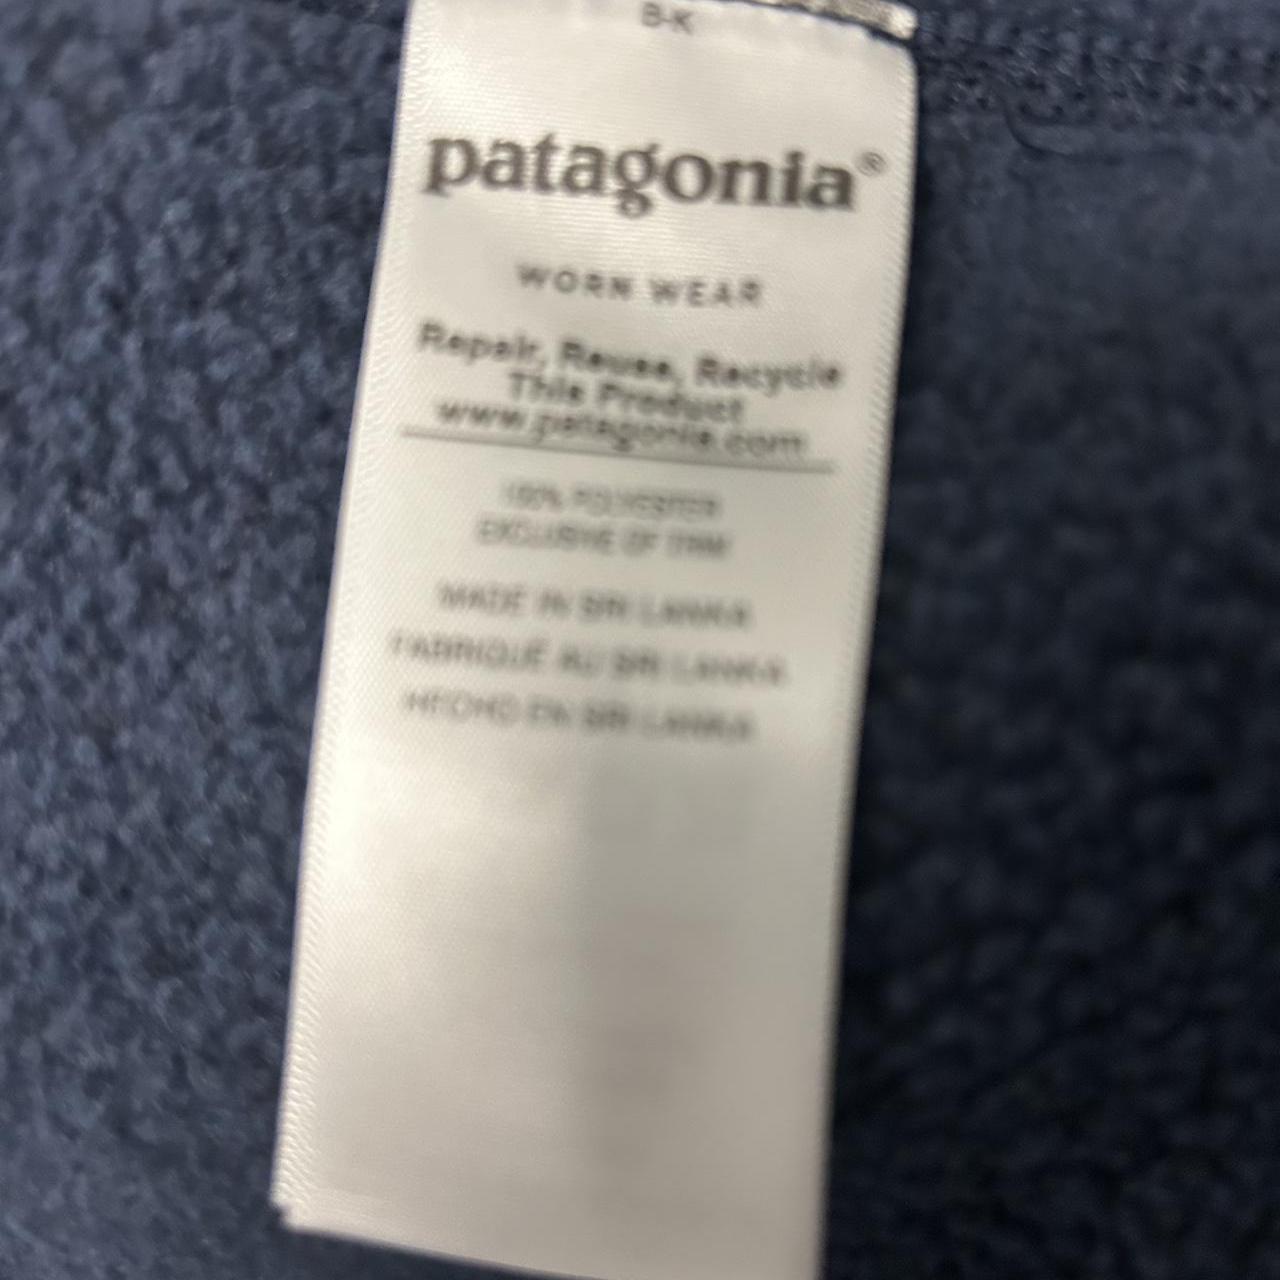 B-K
patagonia®
WORN WEAR
Repair, Reuse, Recycle
This Product
www.patagonia.com
100% POLYESTER
EXCLUSIVE OF TRIM
MADE IN SRI LANKA
FABRIQUÉ AU SRI LANKA
HECHO EN SRI LANKA